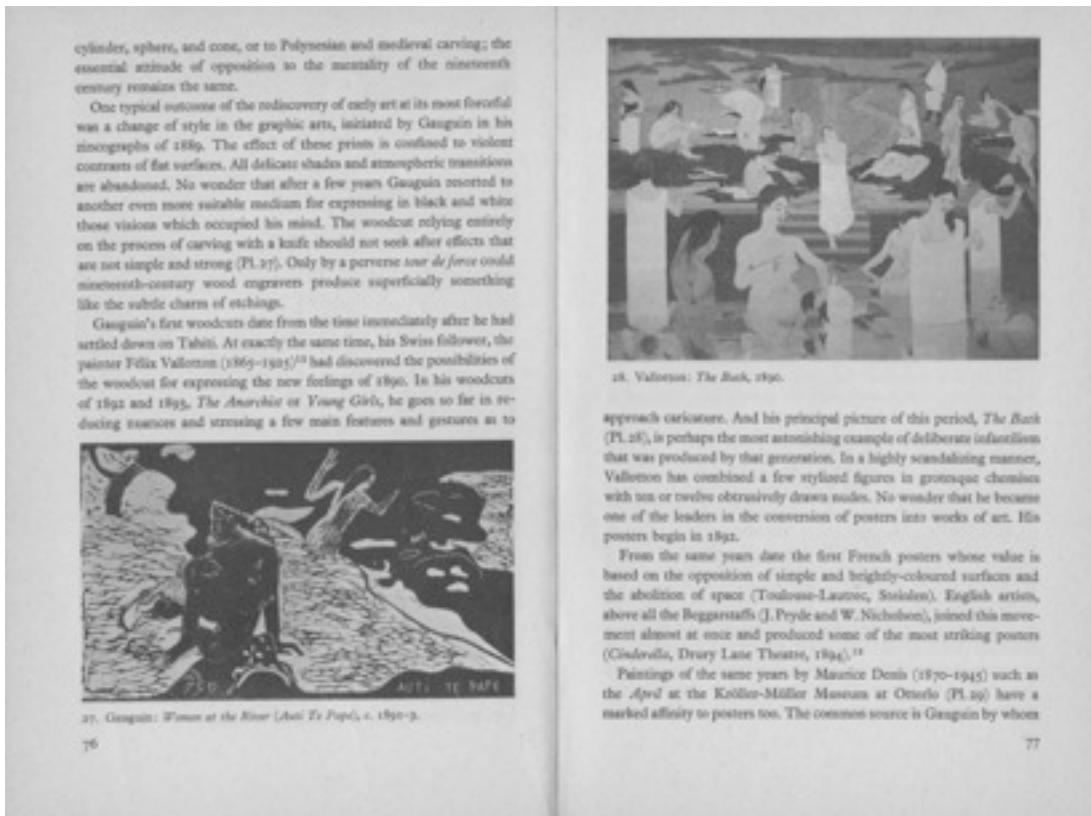 cylinder, sphere, and cone, or to Polynesian and medieval carving; the
essential attitude of opposition to the mentality of the nineteenth
century remains the same.
One typical outcome of the rediscovery of early art at its most forceful
was a change of style in the graphic arts, initiated by Gauguin in his
zincographs of 1889. The effect of these prints is confined to violent
contrasts of flat surfaces. All delicate shades and atmospheric transitions
are abandoned. No wonder that after a few years Gauguin resorted to
another even more suitable medium for expressing in black and white
those visions which occupied his mind. The woodcut relying entirely
on the process of carving with a knife should not seek after effects that
are not simple and strong (Pl. 27). Only by a perverse tour de force could
nineteenth-century wood engravers produce superficially something
like the subtle charm of etchings.
Gauguin's first woodcuts date from the time immediately after he had
settled down on Tahiti. At exactly the same time, his Swiss follower, the
painter Félix Vallotton (1865–1925)¹² had discovered the possibilities of
the woodcut for expressing the new feelings of 1890. In his woodcuts
of 1892 and 1895, The Anarchist or Young Girls, he goes so far in re-
ducing nuances and stressing a few main features and gestures as to
AUTI TE PAPE
27. Gauguin: Women at the River (Auti Te Pape), c. 1891–3.
76
28. Vallotton: The Bath, 1890.
approach caricature. And his principal picture of this period, The Bath
(Pl. 28), is perhaps the most astonishing example of deliberate infantilism
that was produced by that generation. In a highly scandalizing manner,
Vallotton has combined a few stylized figures in grotesque chemises
with ten or twelve obtrusively drawn nudes. No wonder that he became
one of the leaders in the conversion of posters into works of art. His
posters begin in 1892.
From the same years date the first French posters whose value is
based on the opposition of simple and brightly-coloured surfaces and
the abolition of space (Toulouse-Lautrec, Steinlen). English artists,
above all the Beggarstaffs (J. Pryde and W. Nicholson), joined this move-
ment almost at once and produced some of the most striking posters
(Cinderella, Drury Lane Theatre, 1894).¹³
Paintings of the same years by Maurice Denis (1870–1945) such as
the April at the Kröller-Müller Museum at Otterlo (Pl. 29) have a
marked affinity to posters too. The common source is Gauguin by whom
77